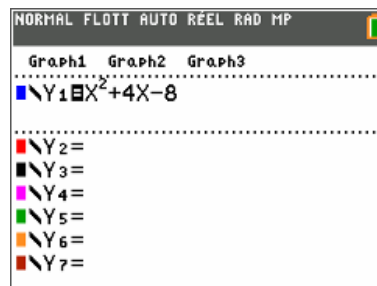 NORMAL FLOTT AUTO RÉEL RAD MP
Graph1 Graph2 Graph3
\Y₁=X²+4X-8
\Y₂=
\Y₃=
\Y₄=
\Y₅=
\Y₆=
\Y₇=